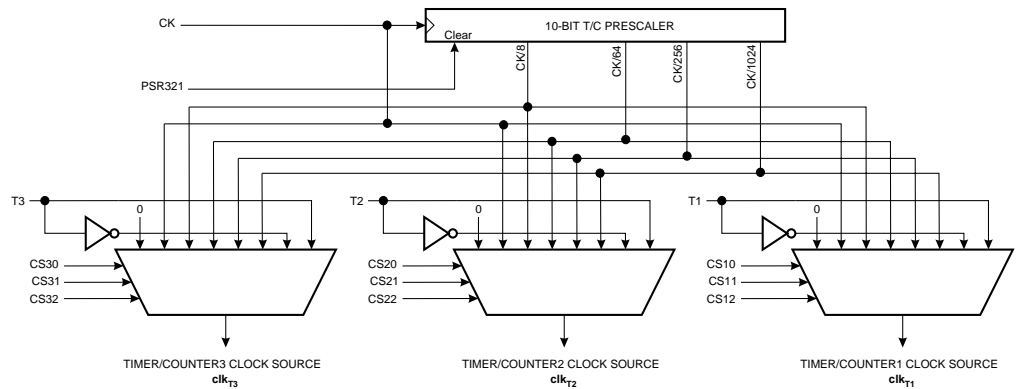 CK
10-BIT T/C PRESCALER
Clear
CK/8
CK/64
CK/256
CK/1024
PSR321
T3
0
T2
0
T1
0
CS30
CS31
CS32
CS20
CS21
CS22
CS10
CS11
CS12
TIMER/COUNTER3 CLOCK SOURCE
clkT3
TIMER/COUNTER2 CLOCK SOURCE
clkT2
TIMER/COUNTER1 CLOCK SOURCE
clkT1